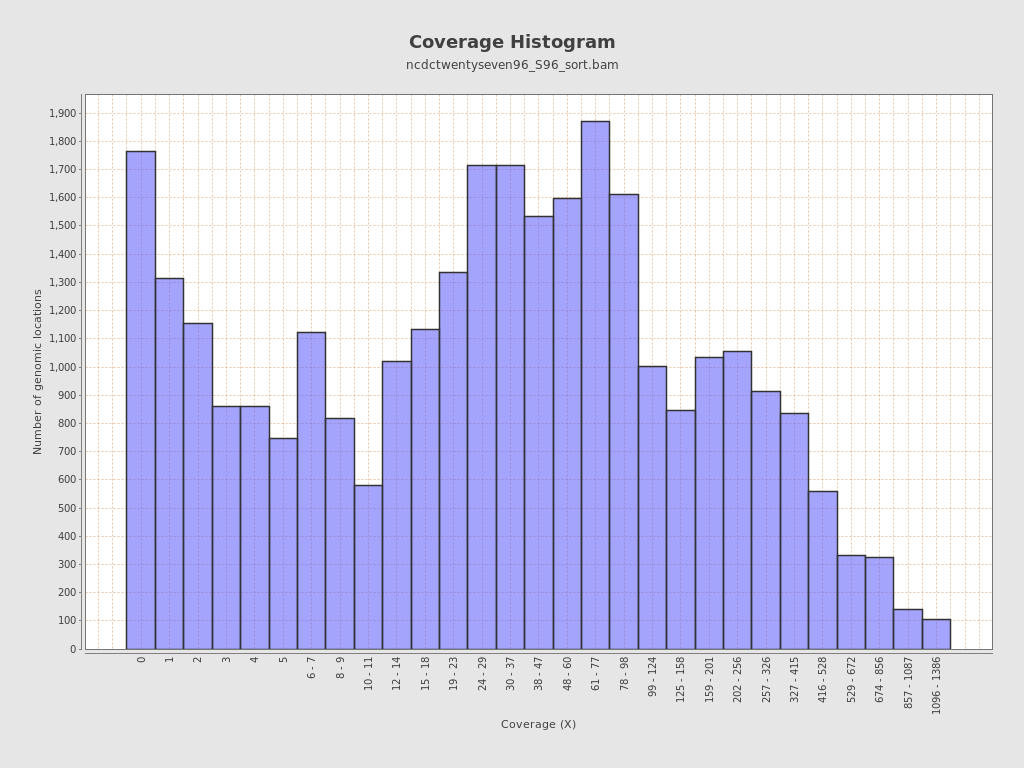 Coverage Histogram
ncdctwentyseven96_S96_sort.bam
Number of genomic locations
1,900
1,800
1,700
1,600
1,500
1,400
1,300
1,200
1,100
1,000
900
800
700
600
500
400
300
200
100
0
0
1
2
3
4
5
6 - 7
8 - 9
10 - 11
12 - 14
15 - 18
19 - 23
24 - 29
30 - 37
38 - 47
48 - 60
61 - 77
78 - 98
99 - 124
125 - 158
159 - 201
202 - 256
257 - 326
327 - 415
416 - 528
529 - 672
674 - 856
857 - 1087
1096 - 1386
Coverage (X)